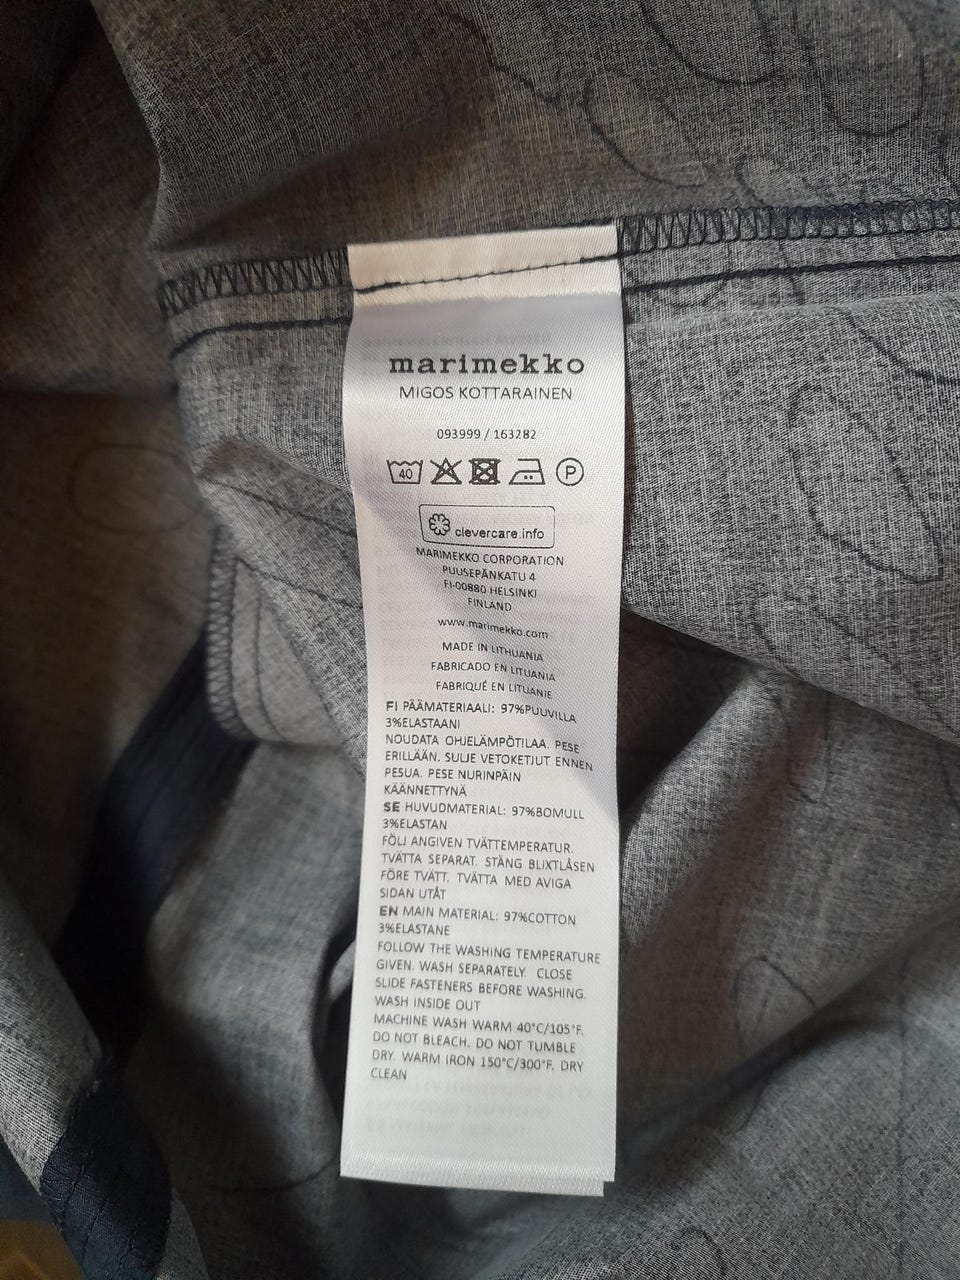 marimekko
MIGOS KOTTARAINEN
093999 / 163282
40 P
clevercare.info
MARIMEKKO CORPORATION
PUUSEPÄNKATU 4
FI-00880 HELSINKI
FINLAND
www.marimekko.com
MADE IN LITHUANIA
FABRICADO EN LITUANIA
FABRIQUÉ EN LITUANIE
FI PÄÄMATERIAALI: 97%PUUVILLA
3%ELASTAANI
NOUDATA OHJELÄMPÖTILAA. PESE
ERILLÄÄN. SULJE VETOKETJUT ENNEN
PESUA. PESE NURINPÄIN
KÄÄNNETTYNÄ
SE HUVUDMATERIAL: 97%BOMULL
3%ELASTAN
FÖLJ ANGIVEN TVÄTTEMPERATUR.
TVÄTTA SEPARAT. STÄNG BLIXTLÅSEN
FÖRE TVÄTT. TVÄTTA MED AVIGA
SIDAN UTÅT
EN MAIN MATERIAL: 97%COTTON
3%ELASTANE
FOLLOW THE WASHING TEMPERATURE
GIVEN. WASH SEPARATELY. CLOSE
SLIDE FASTENERS BEFORE WASHING.
WASH INSIDE OUT
MACHINE WASH WARM 40°C/105°F.
DO NOT BLEACH. DO NOT TUMBLE
DRY. WARM IRON 150°C/300°F. DRY
CLEAN